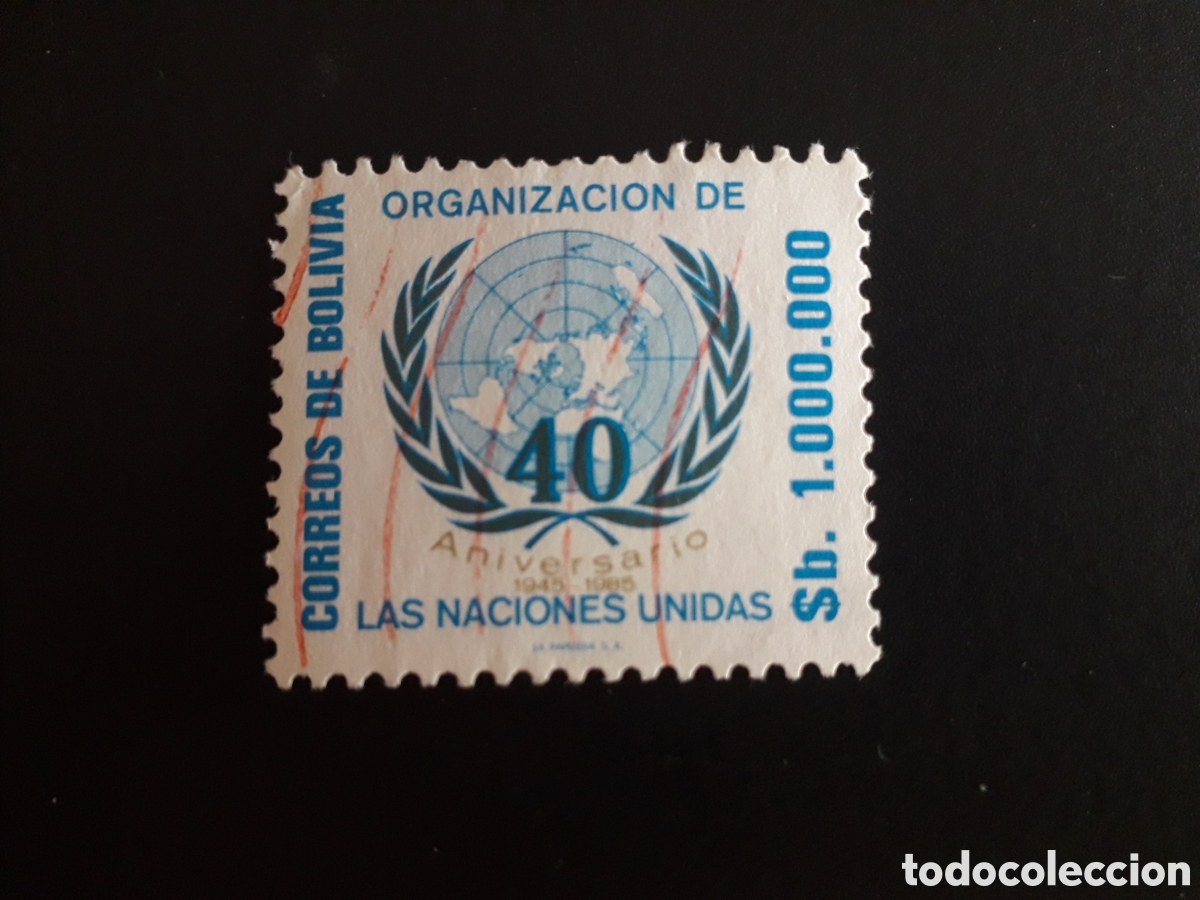 ORGANIZACION DE
CORREOS DE BOLIVIA
$b. 1.000.000
40
Aniversario
1945-1985
LAS NACIONES UNIDAS
todocoleccion